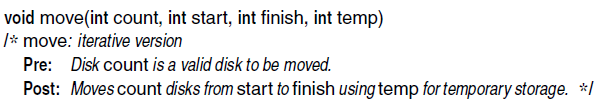 void move(int count, int start, int finish, int temp)
/* move: iterative version
Pre: Disk count is a valid disk to be moved.
Post: Moves count disks from start to finish using temp for temporary storage. */